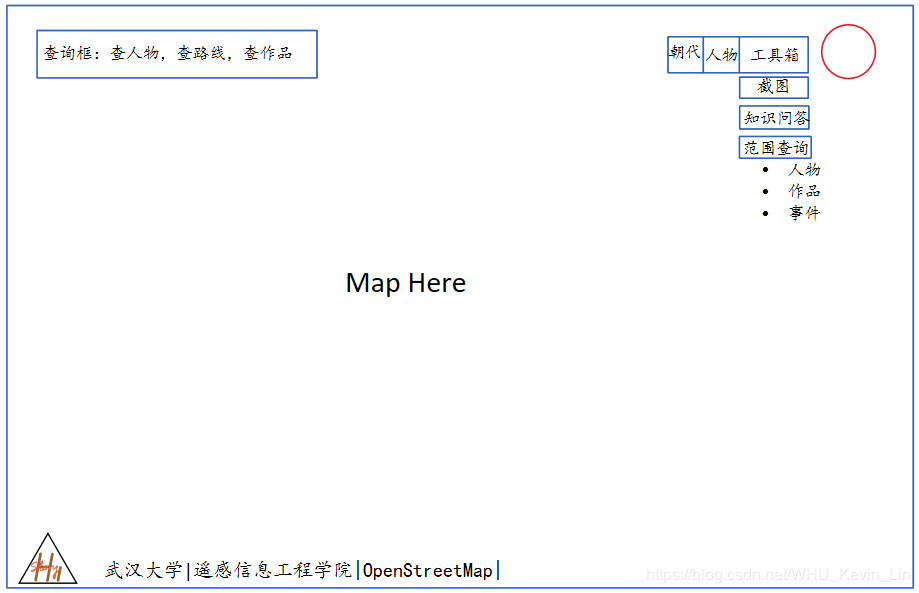 查询框：查人物，查路线，查作品
朝代 人物 工具箱
截图
知识问答
范围查询
• 人物
• 作品
• 事件
Map Here
武汉大学|遥感信息工程学院|OpenStreetMap|
https://blog.csdn.net/WHU_Kevin_Lin